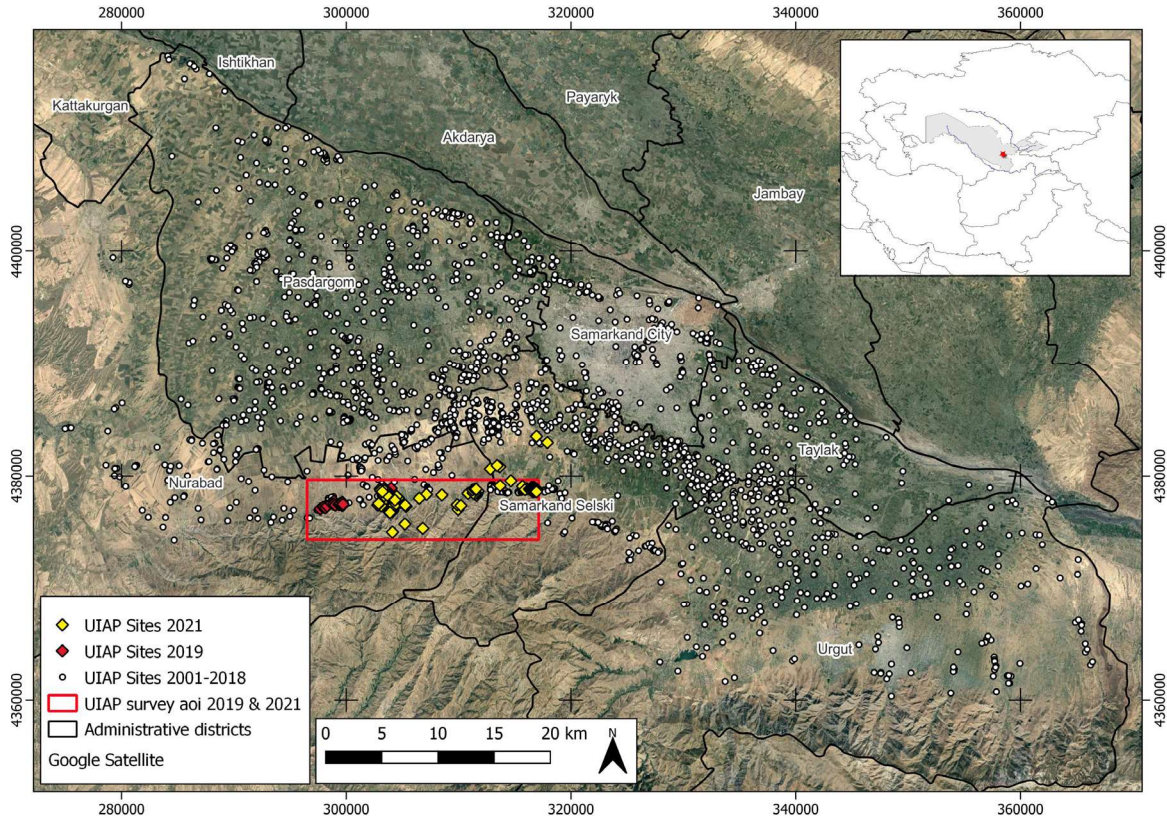 280000 300000 320000 340000 360000
Ishtikhan
Kattakurgan
Payaryk
Akdarya
Jambay
4400000 4400000
Pasdargom
Samarkand City
Taylak
4380000 4380000
Nurabad
Samarkand Selski
Urgut
4360000 4360000
UIAP Sites 2021
UIAP Sites 2019
UIAP Sites 2001-2018
UIAP survey aoi 2019 & 2021
Administrative districts
Google Satellite
0 5 10 15 20 km
N
280000 300000 320000 340000 360000